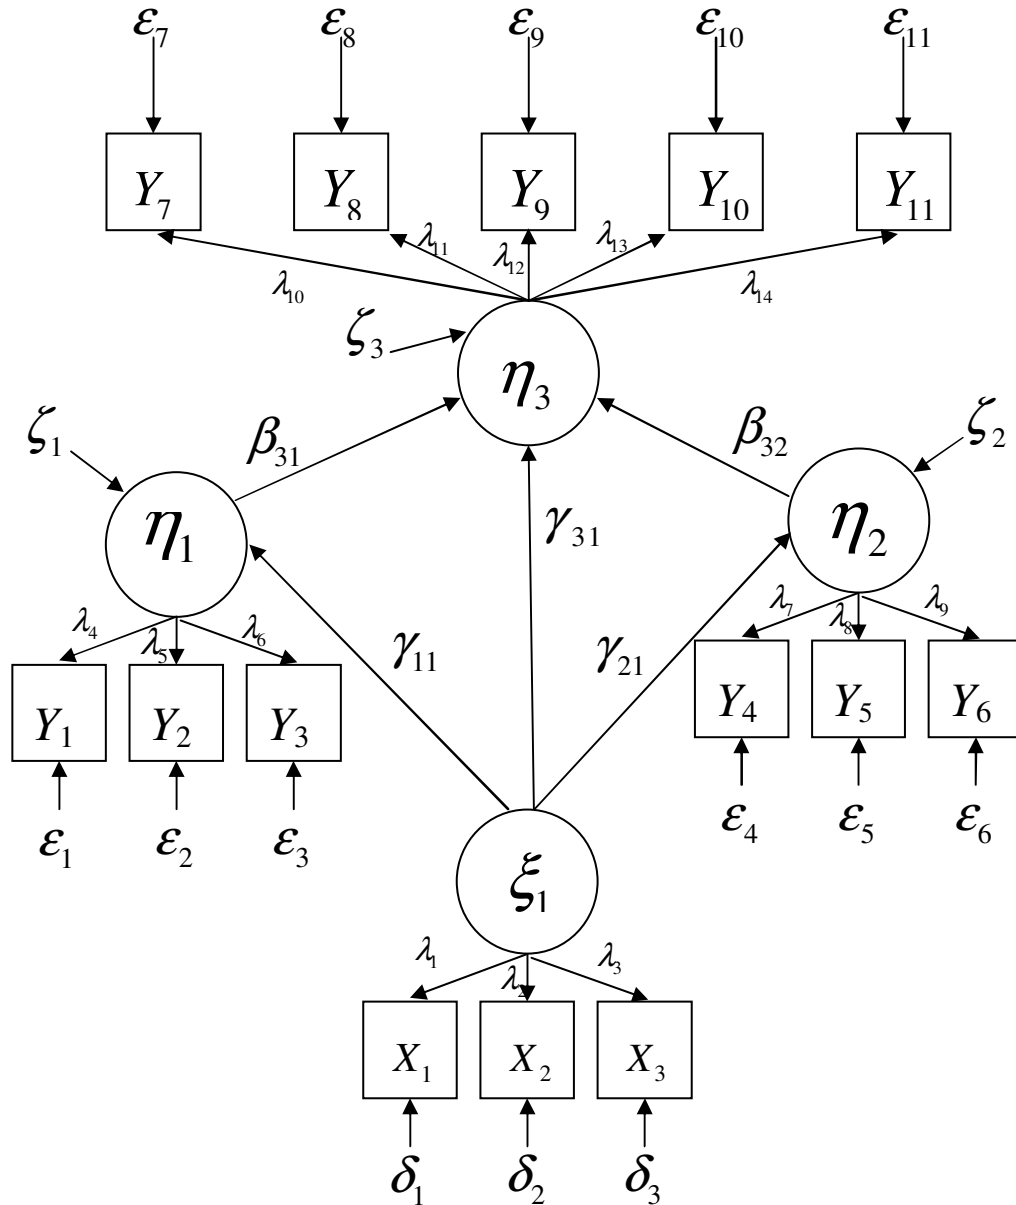 ε₇ ε₈ ε₉ ε₁₀ ε₁₁
Y₇ Y₈ Y₉ Y₁₀ Y₁₁
λ₁₀ λ₁₁ λ₁₂ λ₁₃ λ₁₄
ζ₃
η₃
ζ₁ β₃₁ β₃₂ ζ₂
η₁ γ₃₁ η₂
λ₄ λ₅ λ₆ λ₇ λ₈ λ₉
γ₁₁ γ₂₁
Y₁ Y₂ Y₃ Y₄ Y₅ Y₆
ε₁ ε₂ ε₃ ε₄ ε₅ ε₆
ξ₁
λ₁ λ₂ λ₃
X₁ X₂ X₃
δ₁ δ₂ δ₃